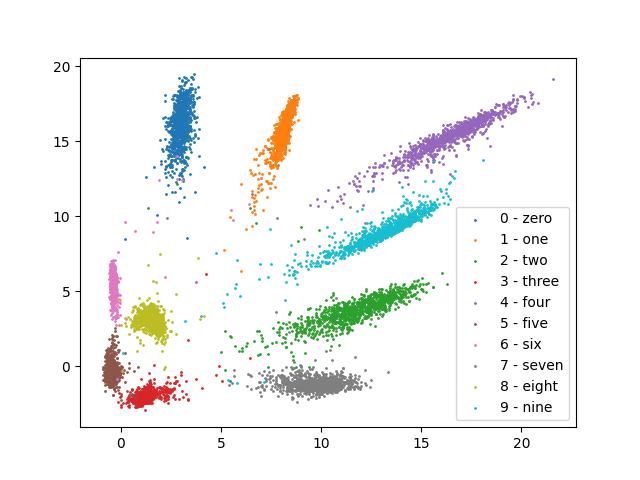 20
15
10
5
0
0 - zero
1 - one
2 - two
3 - three
4 - four
5 - five
6 - six
7 - seven
8 - eight
9 - nine
0 5 10 15 20